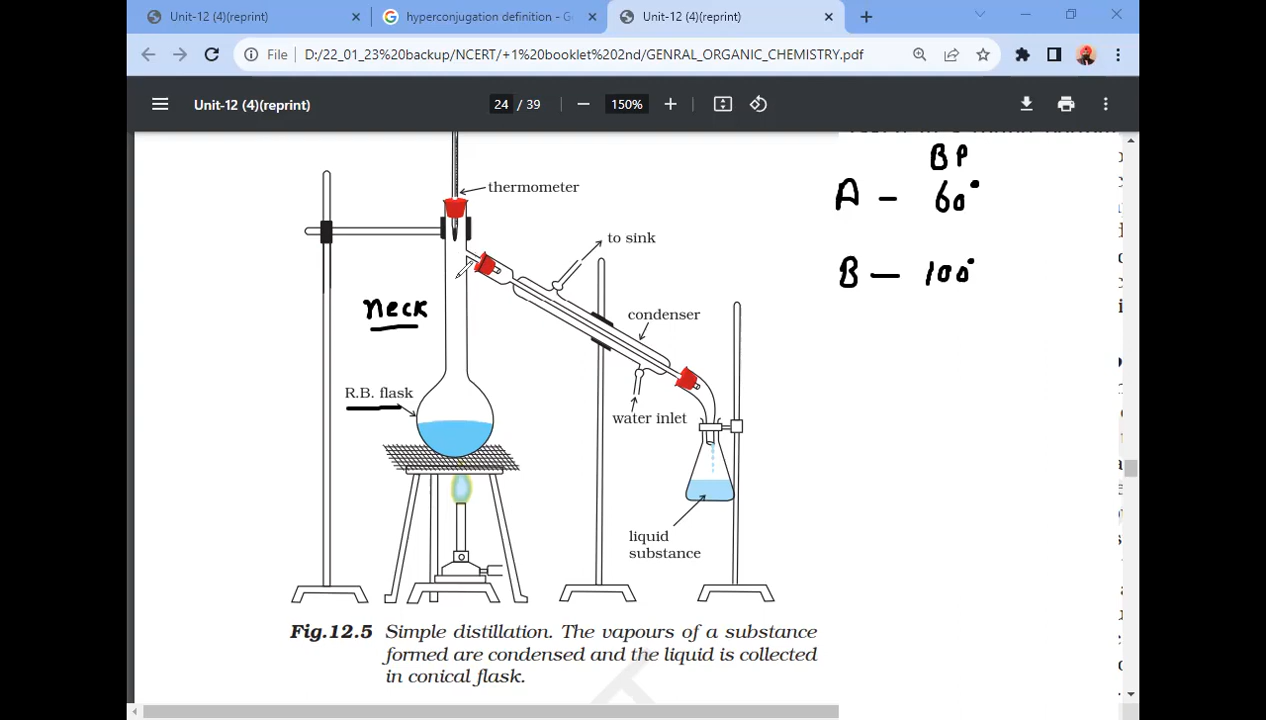 Unit-12 (4)(reprint)
hyperconjugation definition - G
Unit-12 (4)(reprint)
File
D:/22_01_23%20backup/NCERT/+1%20booklet%202nd/GENRAL_ORGANIC_CHEMISTRY.pdf
Unit-12 (4)(reprint)
24 / 39
150%
BP
thermometer
A - 60°
to sink
B - 100°
neck
condenser
R.B. flask
water inlet
liquid
substance
Fig.12.5 Simple distillation. The vapours of a substance
formed are condensed and the liquid is collected
in conical flask.